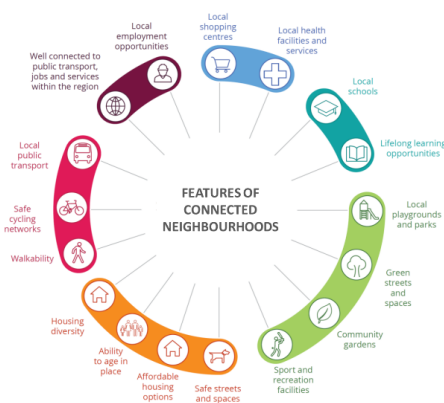 Local
employment
opportunities
Local
shopping
centres
Local health
facilities and
services
Well connected to
public transport,
jobs and services
within the region
Local
schools
Lifelong learning
opportunities
Local
public
transport
Safe
cycling
networks
Walkability
FEATURES OF
CONNECTED
NEIGHBOURHOODS
Local
playgrounds
and parks
Green
streets
and
spaces
Community
gardens
Sport and
recreation
facilities
Housing
diversity
Ability
to age in
place
Affordable
housing
options
Safe streets
and spaces